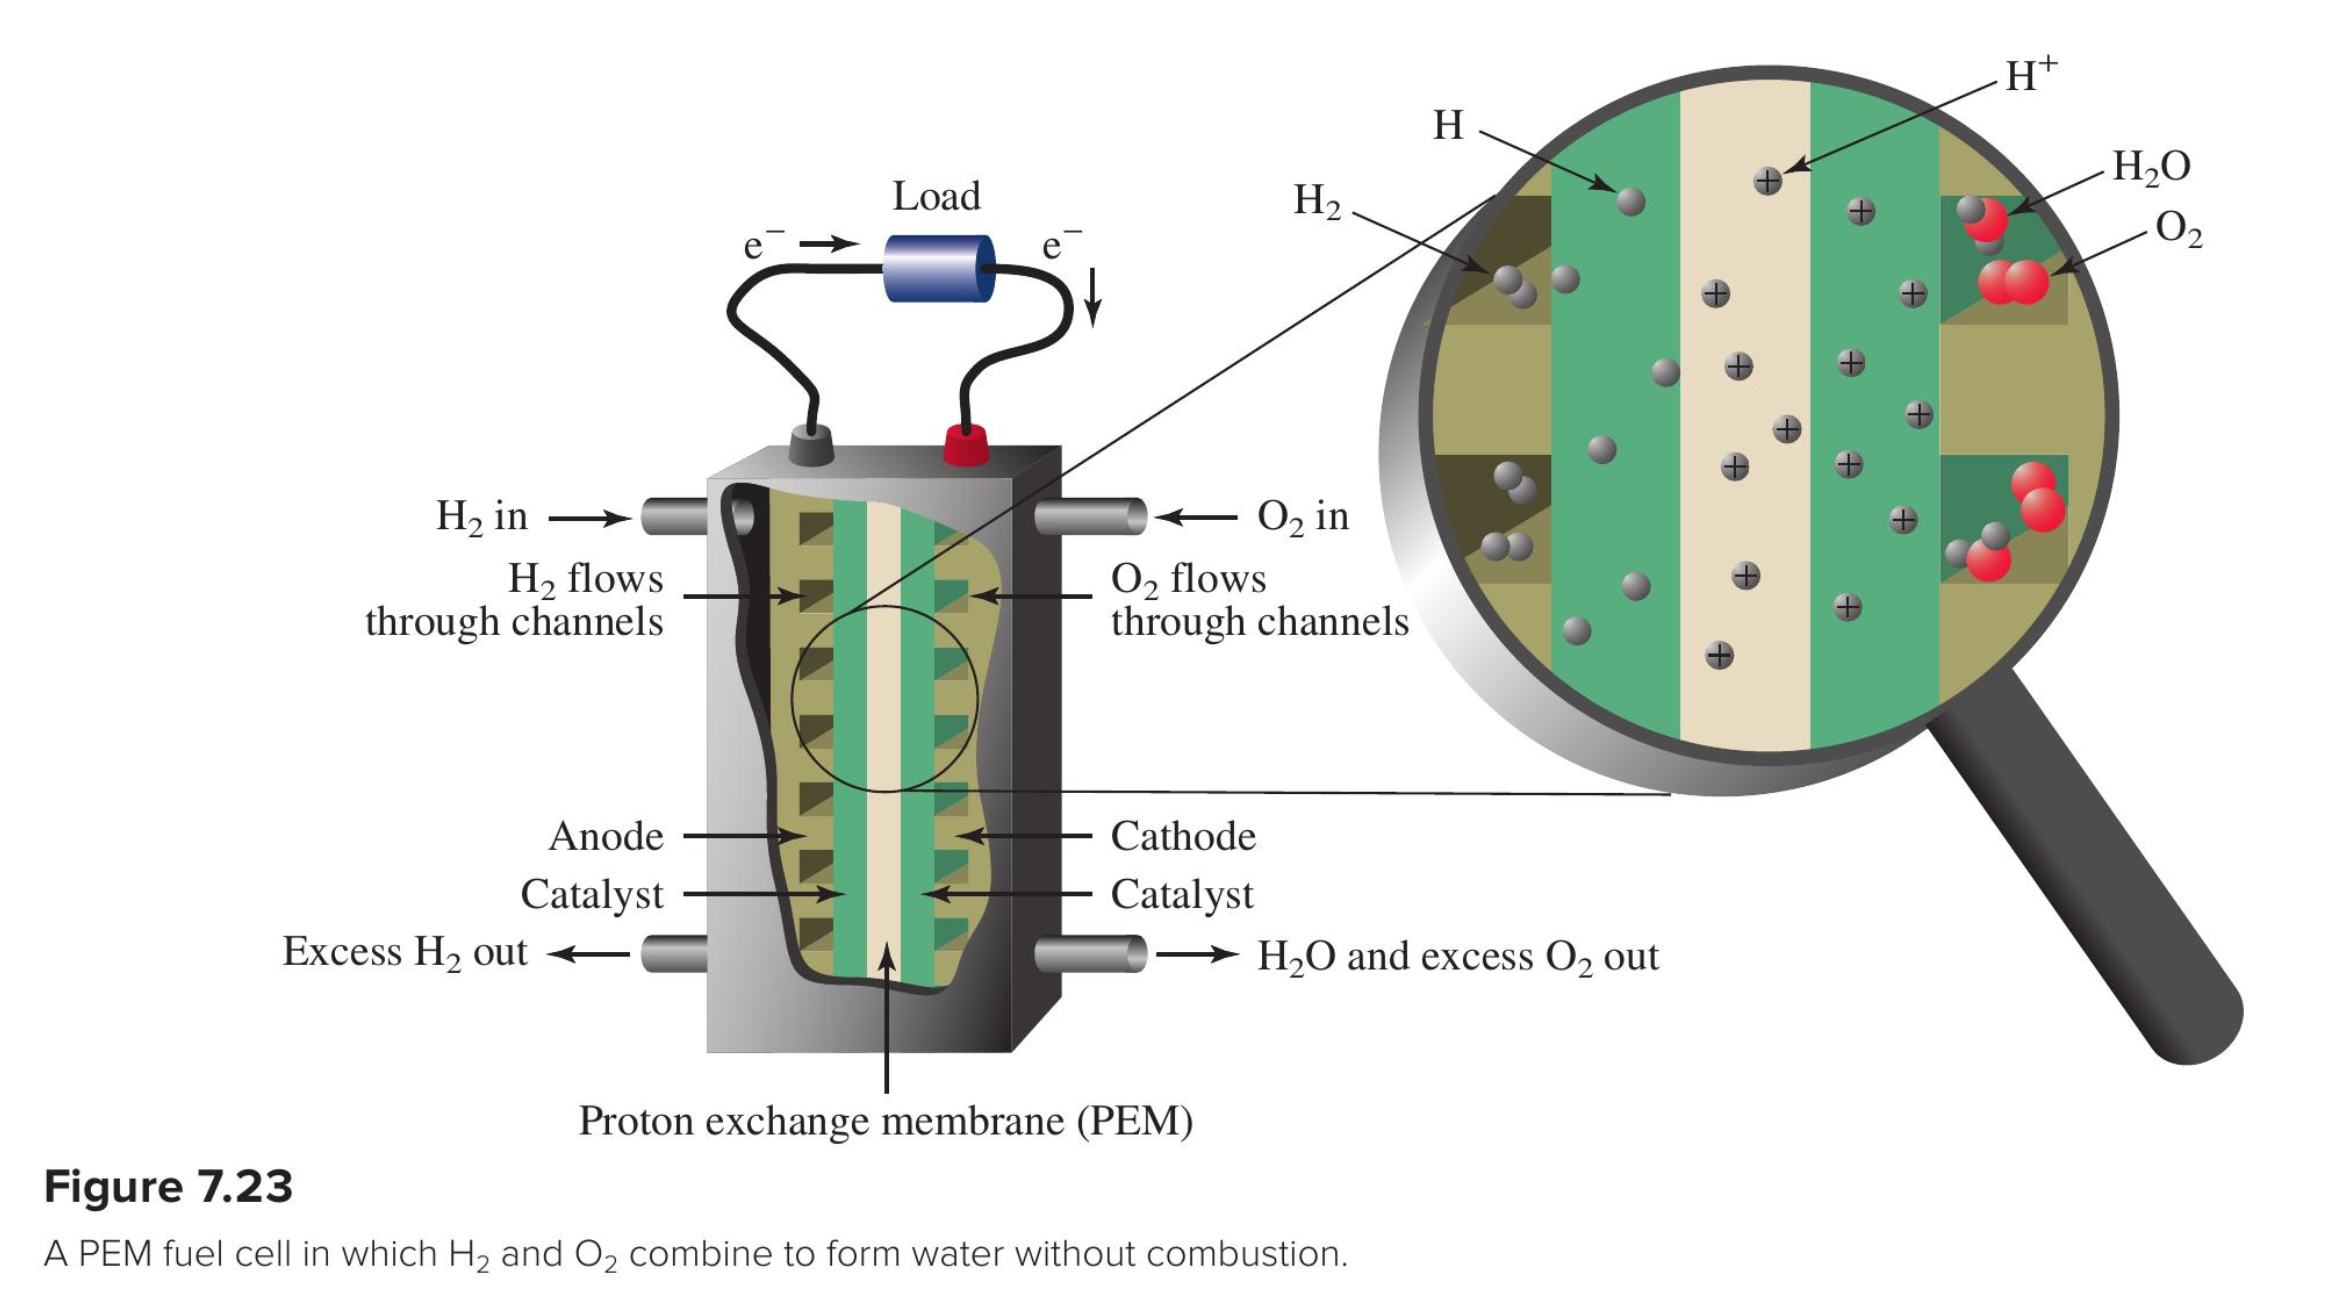 Load
e⁻
e⁻
H₂ in
O₂ in
H₂ flows
through channels
O₂ flows
through channels
Anode
Cathode
Catalyst
Catalyst
Excess H₂ out
H₂O and excess O₂ out
Proton exchange membrane (PEM)
H
H₂
H⁺
H₂O
O₂
Figure 7.23
A PEM fuel cell in which H₂ and O₂ combine to form water without combustion.